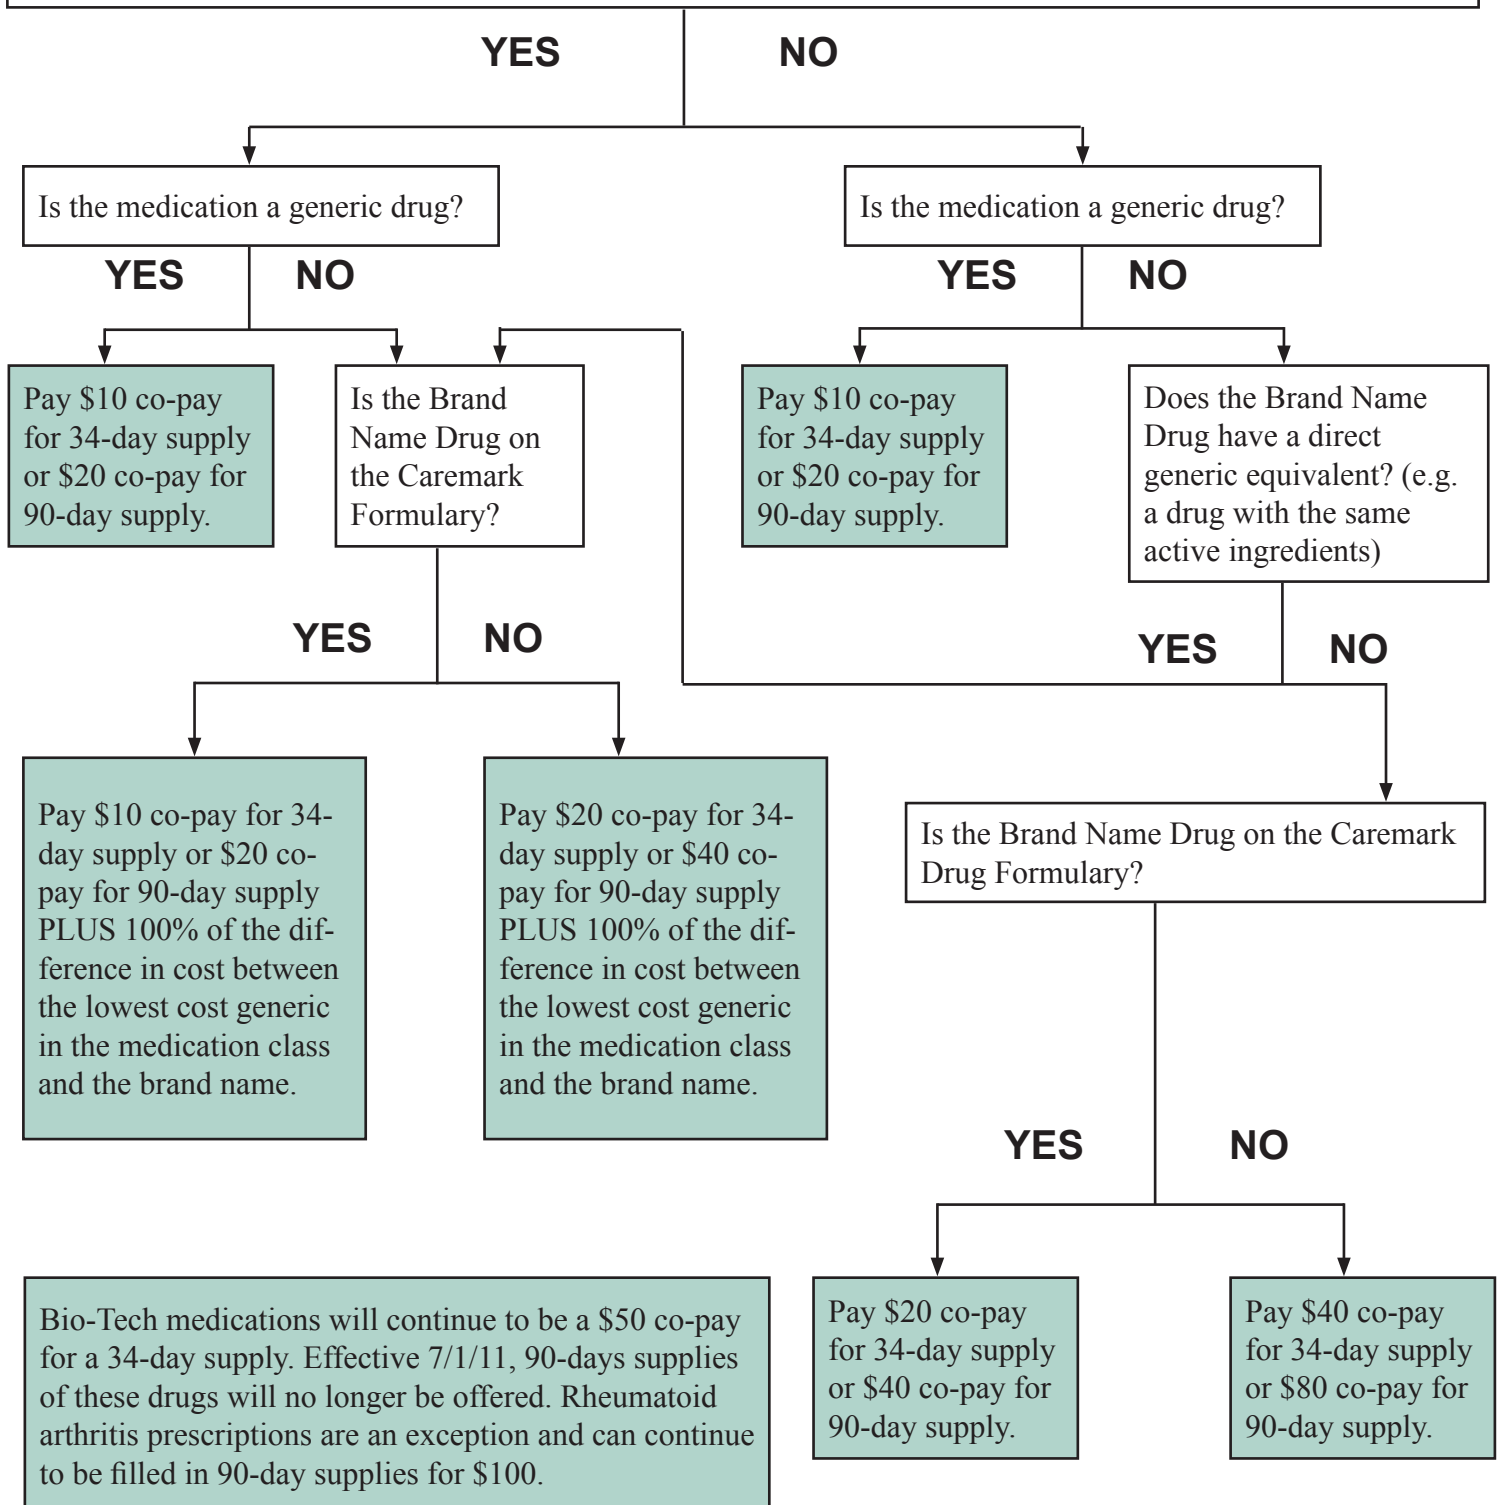 YES NO
Is the medication a generic drug?
Is the medication a generic drug?
YES NO
YES NO
Pay $10 co-pay
for 34-day supply
or $20 co-pay for
90-day supply.
Is the Brand
Name Drug on
the Caremark
Formulary?
Pay $10 co-pay
for 34-day supply
or $20 co-pay for
90-day supply.
Does the Brand Name
Drug have a direct
generic equivalent? (e.g.
a drug with the same
active ingredients)
YES NO
YES NO
Pay $10 co-pay for 34-
day supply or $20 co-
pay for 90-day supply
PLUS 100% of the dif-
ference in cost between
the lowest cost generic
in the medication class
and the brand name.
Pay $20 co-pay for 34-
day supply or $40 co-
pay for 90-day supply
PLUS 100% of the dif-
ference in cost between
the lowest cost generic
in the medication class
and the brand name.
Is the Brand Name Drug on the Caremark
Drug Formulary?
YES NO
Bio-Tech medications will continue to be a $50 co-pay
for a 34-day supply. Effective 7/1/11, 90-days supplies
of these drugs will no longer be offered. Rheumatoid
arthritis prescriptions are an exception and can continue
to be filled in 90-day supplies for $100.
Pay $20 co-pay
for 34-day supply
or $40 co-pay for
90-day supply.
Pay $40 co-pay
for 34-day supply
or $80 co-pay for
90-day supply.